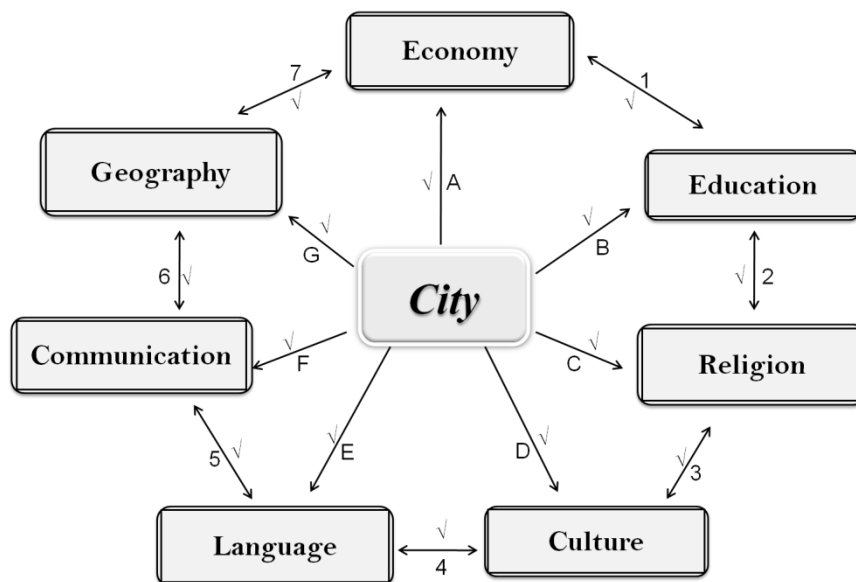 Economy
7
√
1
√
Geography
√
A
Education
√
G
√
B
6
√
√
2
City
Communication
√
F
√
C
Religion
5
√
√
E
√
D
√
3
Language
√
4
Culture